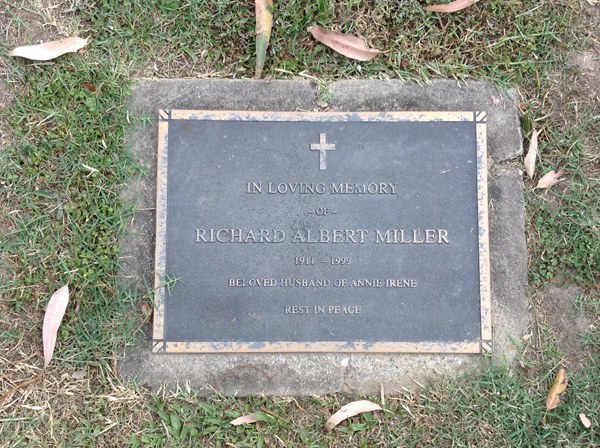 IN LOVING MEMORY
- OF -
RICHARD ALBERT MILLER
1911 - 1999
BELOVED HUSBAND OF ANNIE IRENE
REST IN PEACE